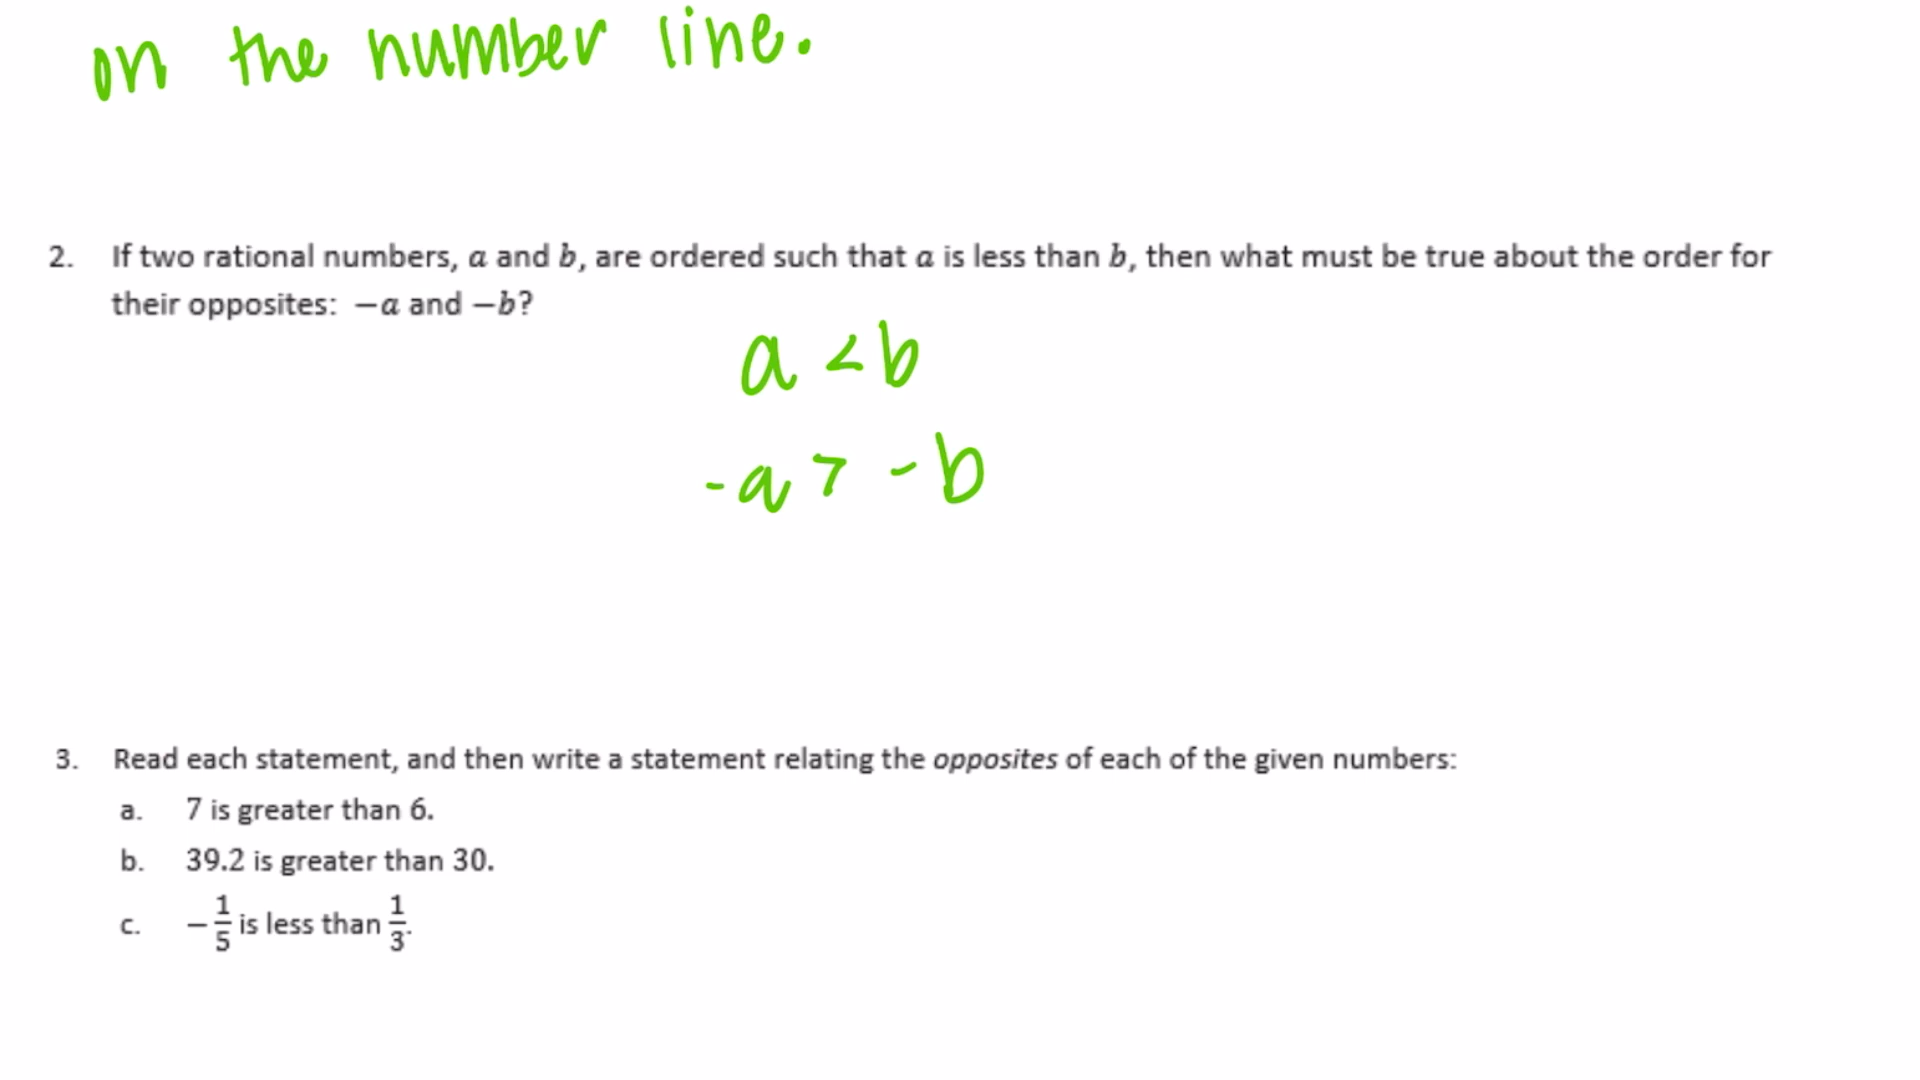 on the number line.
2. If two rational numbers, a and b, are ordered such that a is less than b, then what must be true about the order for
their opposites: −a and −b?
a < b
-a > -b
3. Read each statement, and then write a statement relating the opposites of each of the given numbers:
a. 7 is greater than 6.
b. 39.2 is greater than 30.
c. −1/5 is less than 1/3.